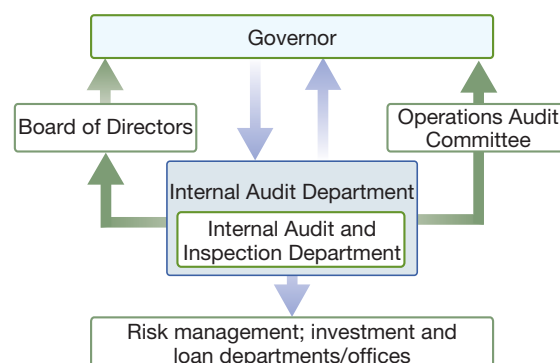 Governor
Board of Directors
Operations Audit
Committee
Internal Audit Department
Internal Audit and
Inspection Department
Risk management; investment and
loan departments/offices